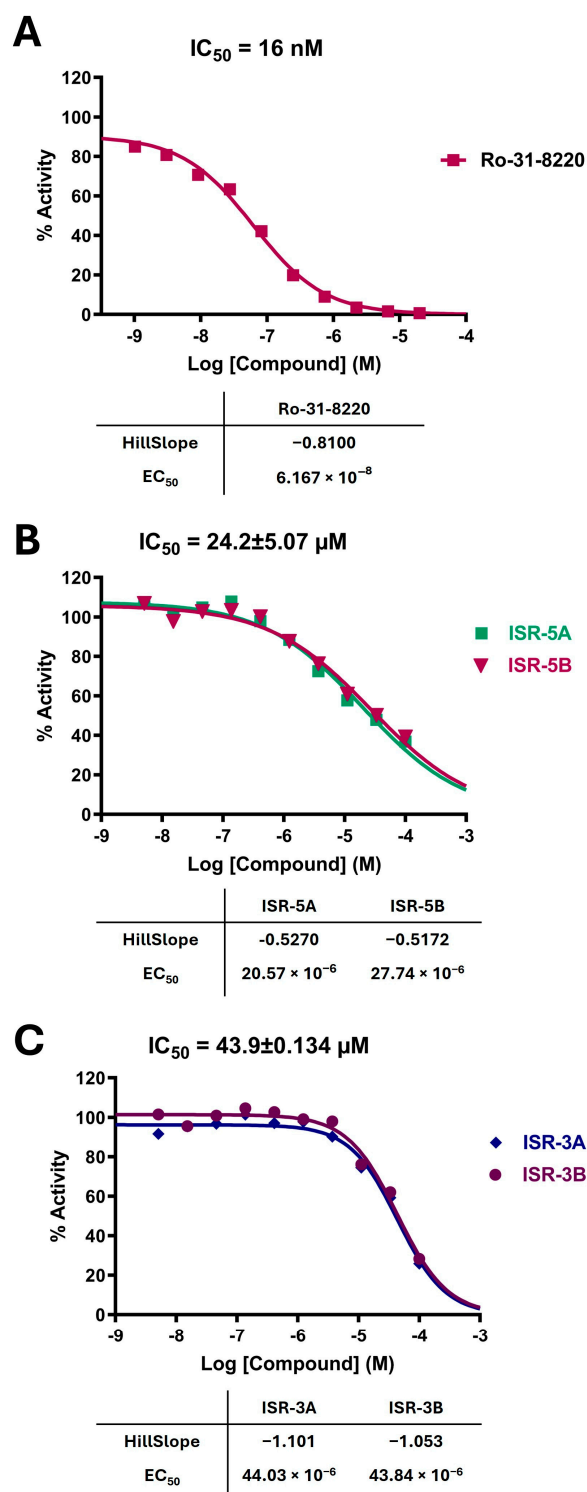 A
IC50 = 16 nM
120
100
80
60
40
20
0
% Activity
-9 -8 -7 -6 -5 -4
Log [Compound] (M)
Ro-31-8220
Ro-31-8220
HillSlope −0.8100
EC50 6.167 × 10⁻⁸
B
IC50 = 24.2±5.07 µM
120
100
80
60
40
20
0
% Activity
-9 -8 -7 -6 -5 -4 -3
Log [Compound] (M)
ISR-5A
ISR-5B
ISR-5A ISR-5B
HillSlope -0.5270 −0.5172
EC50 20.57 × 10⁻⁶ 27.74 × 10⁻⁶
C
IC50 = 43.9±0.134 µM
120
100
80
60
40
20
0
% Activity
-9 -8 -7 -6 -5 -4 -3
Log [Compound] (M)
ISR-3A
ISR-3B
ISR-3A ISR-3B
HillSlope −1.101 −1.053
EC50 44.03 × 10⁻⁶ 43.84 × 10⁻⁶